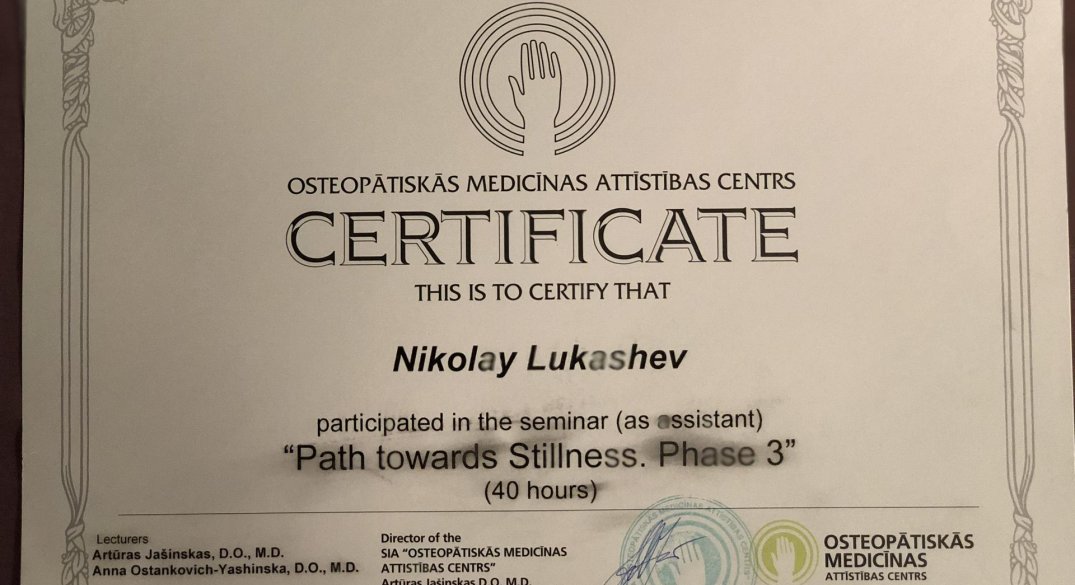 OSTEOPĀTISKĀS MEDICĪNAS ATTĪSTĪBAS CENTRS
CERTIFICATE
THIS IS TO CERTIFY THAT
Nikolay Lukashev
participated in the seminar (as assistant)
“Path towards Stillness. Phase 3”
(40 hours)
Lecturers
Artūras Jašinskas, D.O., M.D.
Anna Ostankovich-Yashinska, D.O., M.D.
Director of the
SIA “OSTEOPĀTISKĀS MEDICĪNAS
ATTĪSTĪBAS CENTRS”
Artūras Jašinskas D.O. M.D.
OSTEOPĀTISKĀS
MEDICĪNAS
ATTĪSTĪBAS CENTRS